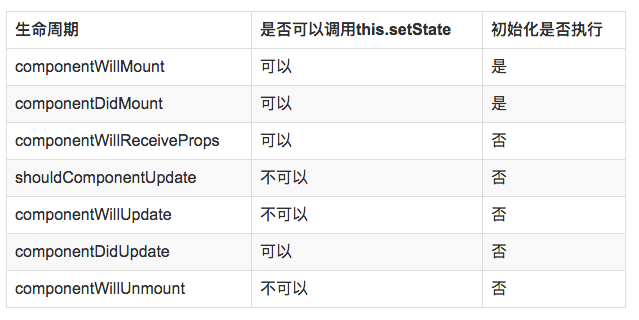 生命周期 是否可以调用this.setState 初始化是否执行
componentWillMount 可以 是
componentDidMount 可以 是
componentWillReceiveProps 可以 否
shouldComponentUpdate 不可以 否
componentWillUpdate 不可以 否
componentDidUpdate 可以 否
componentWillUnmount 不可以 否